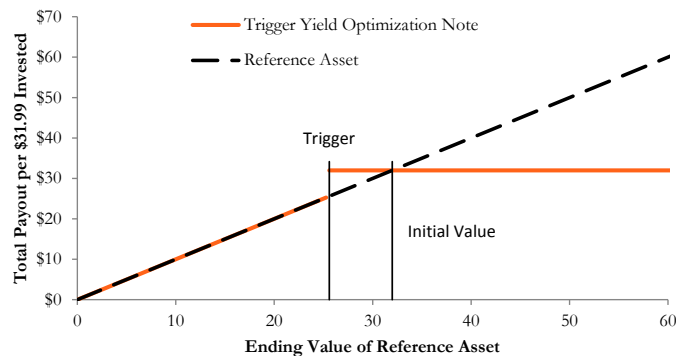 Trigger Yield Optimization Note
Reference Asset
Total Payout per $31.99 Invested
$70
$60
$50
$40
$30
$20
$10
$0
Trigger
Initial Value
0
10
20
30
40
50
60
Ending Value of Reference Asset